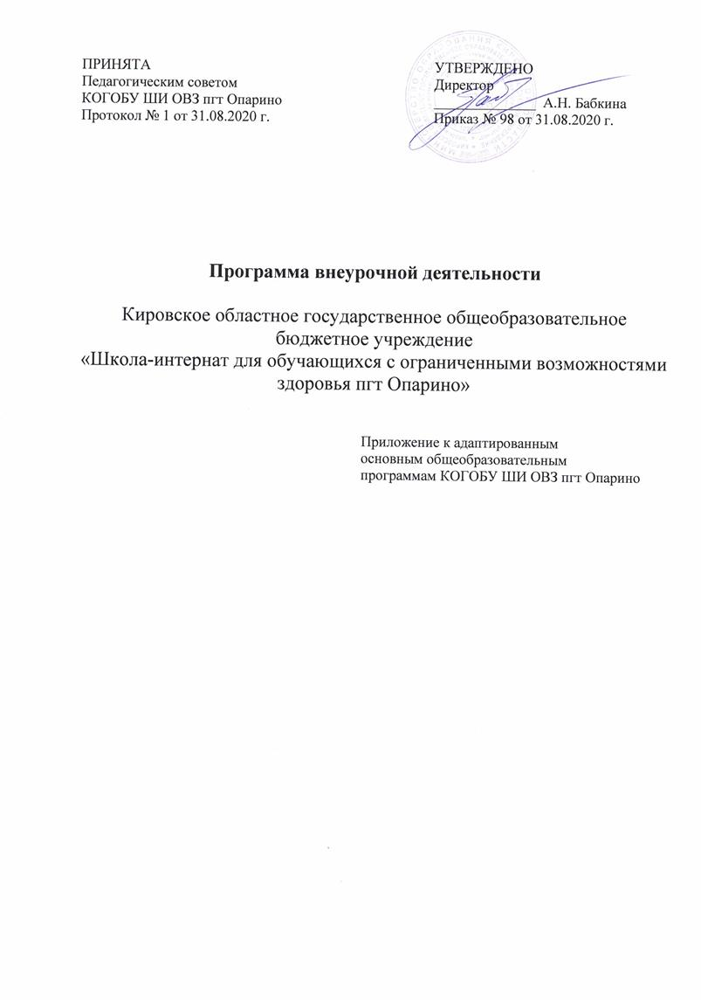 ПРИНЯТА
Педагогическим советом
КОГОБУ ШИ ОВЗ пгт Опарино
Протокол № 1 от 31.08.2020 г.
УТВЕРЖДЕНО
Директор
А.Н. Бабкина
Приказ № 98 от 31.08.2020 г.
Программа внеурочной деятельности
Кировское областное государственное общеобразовательное
бюджетное учреждение
«Школа-интернат для обучающихся с ограниченными возможностями
здоровья пгт Опарино»
Приложение к адаптированным
основным общеобразовательным
программам КОГОБУ ШИ ОВЗ пгт Опарино